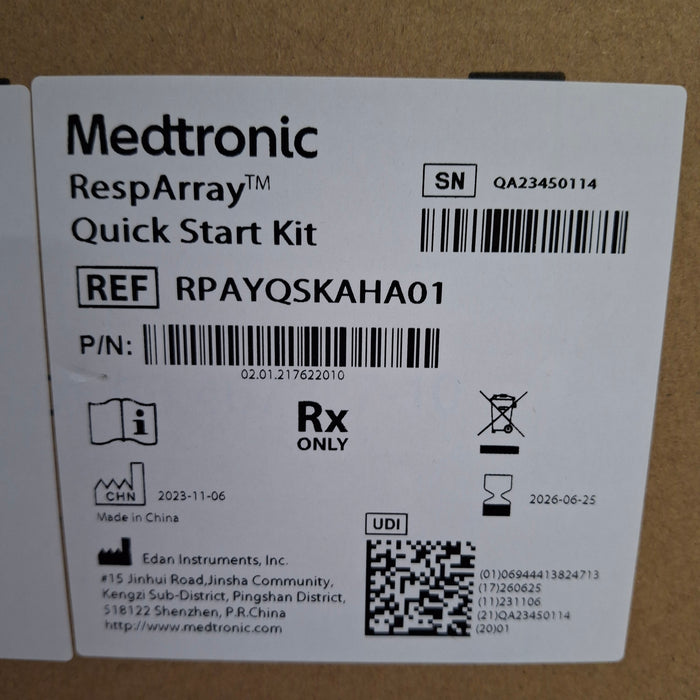 Medtronic
RespArray™
Quick Start Kit
SN QA23450114
REF RPAYQSKAHA01
P/N:
02.01.217622010
i
Rx
ONLY
CHN 2023-11-06
Made in China
2026-06-25
UDI
Edan Instruments, Inc.
#15 Jinhui Road,Jinsha Community,
Kengzi Sub-District, Pingshan District,
518122 Shenzhen, P.R.China
http://www.medtronic.com
(01)06944413824713
(17)260625
(11)231106
(21)QA23450114
(20)01